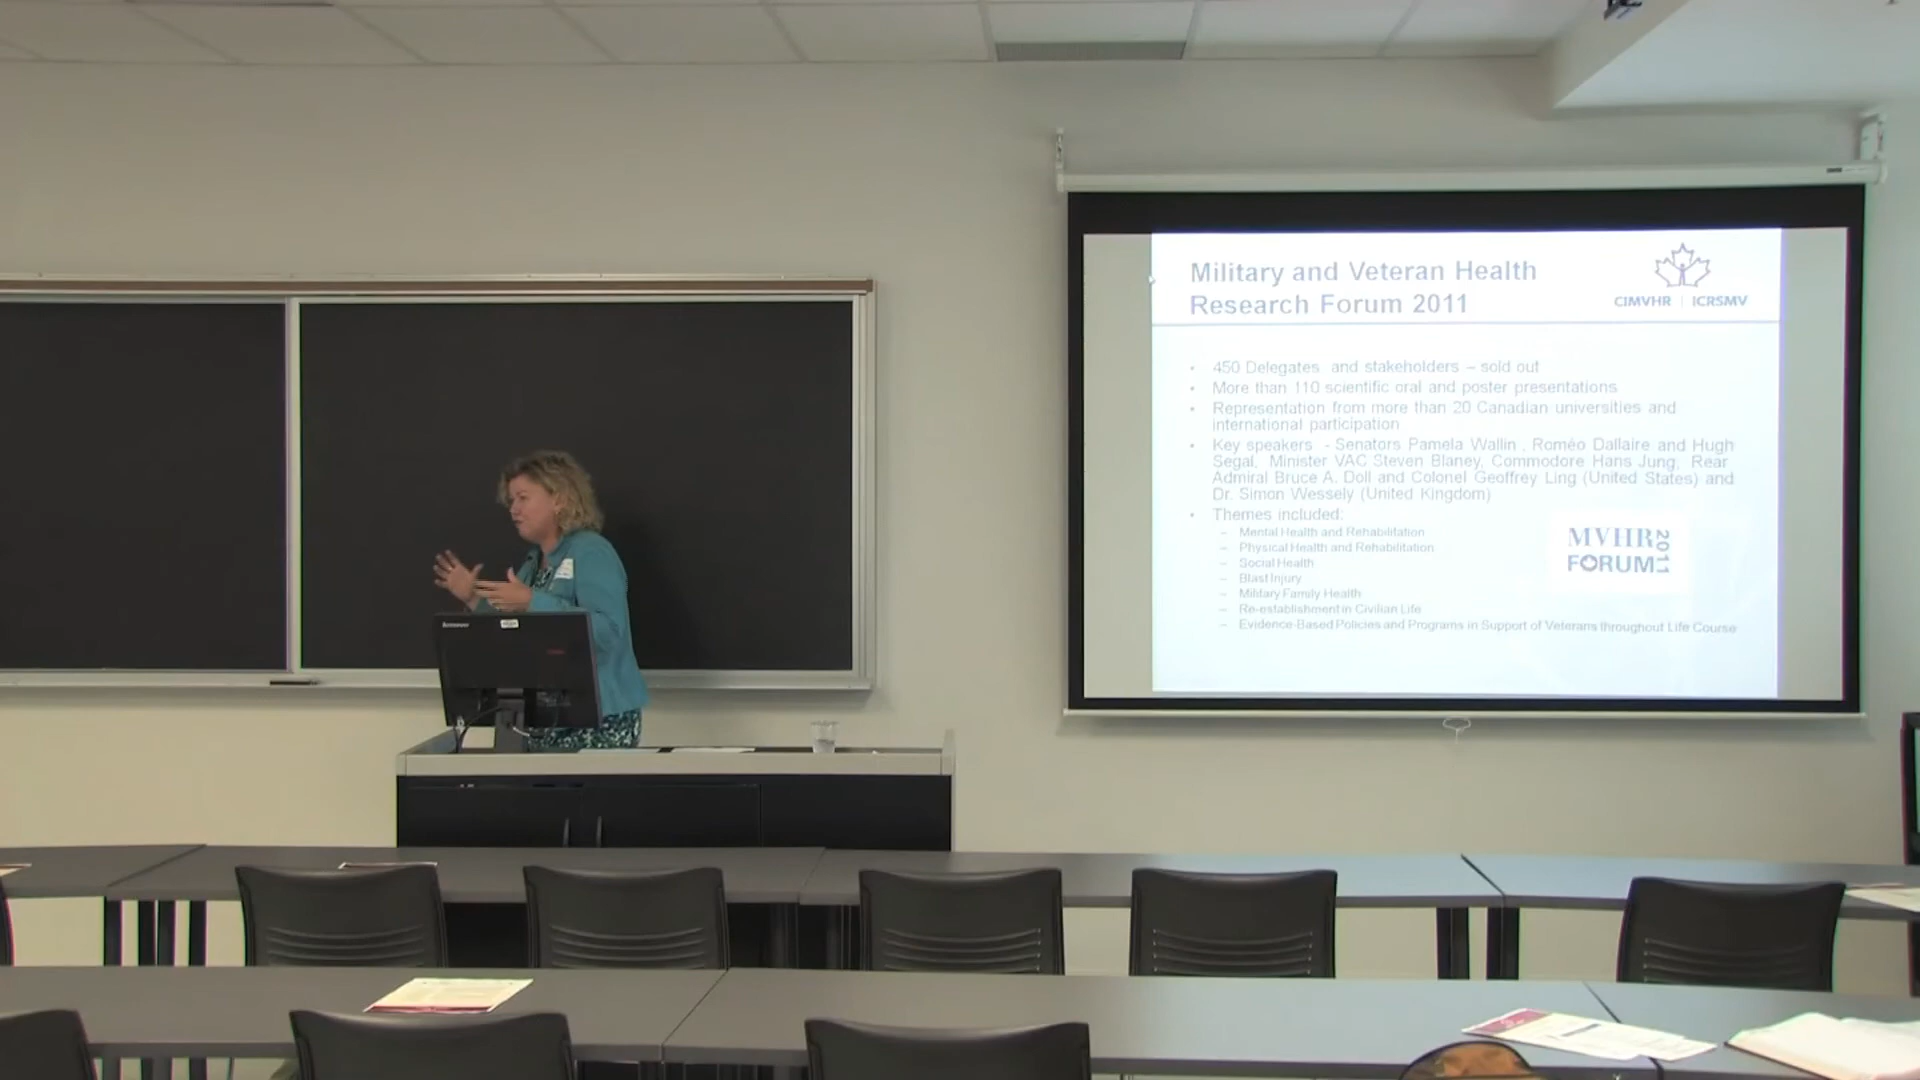 Military and Veteran Health
Research Forum 2011
CIMVHR | ICRSMV
• 450 Delegates and stakeholders – sold out
• More than 110 scientific oral and poster presentations
• Representation from more than 20 Canadian universities and
international participation
• Key speakers - Senators Pamela Wallin , Roméo Dallaire and Hugh
Segal, Minister VAC Steven Blaney, Commodore Hans Jung, Rear
Admiral Bruce A. Doll and Colonel Geoffrey Ling (United States) and
Dr. Simon Wessely (United Kingdom)
• Themes included:
– Mental Health and Rehabilitation
– Physical Health and Rehabilitation
– Social Health
– Blast Injury
– Military Family Health
– Re-establishment in Civilian Life
– Evidence-Based Policies and Programs in Support of Veterans throughout Life Course
MVHR
FORUM
2011
lenovo